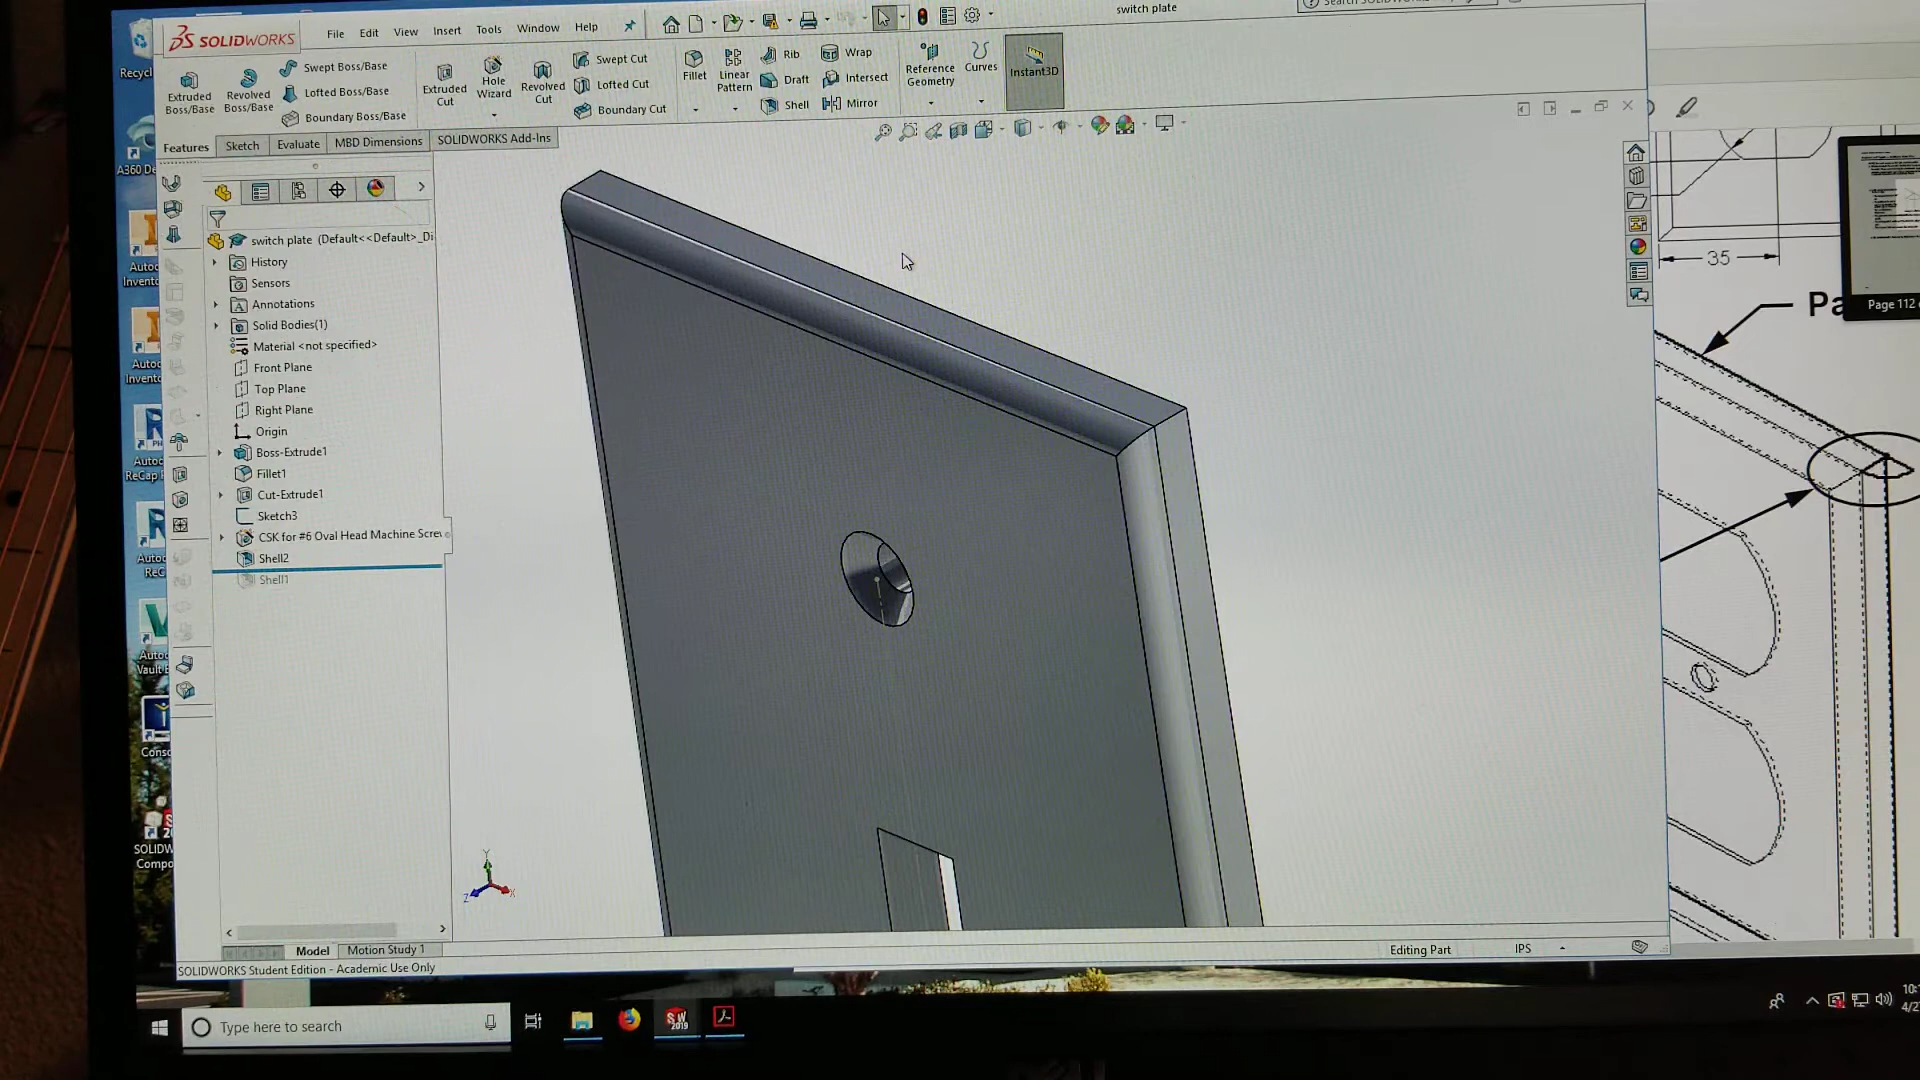 switch plate
SOLIDWORKS
File Edit View Insert Tools Window Help
Extruded Boss/Base
Revolved Boss/Base
Swept Boss/Base
Lofted Boss/Base
Boundary Boss/Base
Extruded Cut
Hole Wizard
Revolved Cut
Swept Cut
Lofted Cut
Boundary Cut
Fillet
Linear Pattern
Rib
Draft
Shell
Wrap
Intersect
Mirror
Reference Geometry
Curves
Instant3D
Features Sketch Evaluate MBD Dimensions SOLIDWORKS Add-Ins
switch plate (Default<<Default>_Di
History
Sensors
Annotations
Solid Bodies(1)
Material <not specified>
Front Plane
Top Plane
Right Plane
Origin
Boss-Extrude1
Fillet1
Cut-Extrude1
Sketch3
CSK for #6 Oval Head Machine Screw
Shell2
Shell1
Y
Z
X
35
Pa
Page 112
Model Motion Study 1
Editing Part
IPS
SOLIDWORKS Student Edition - Academic Use Only
Type here to search
SW
2019